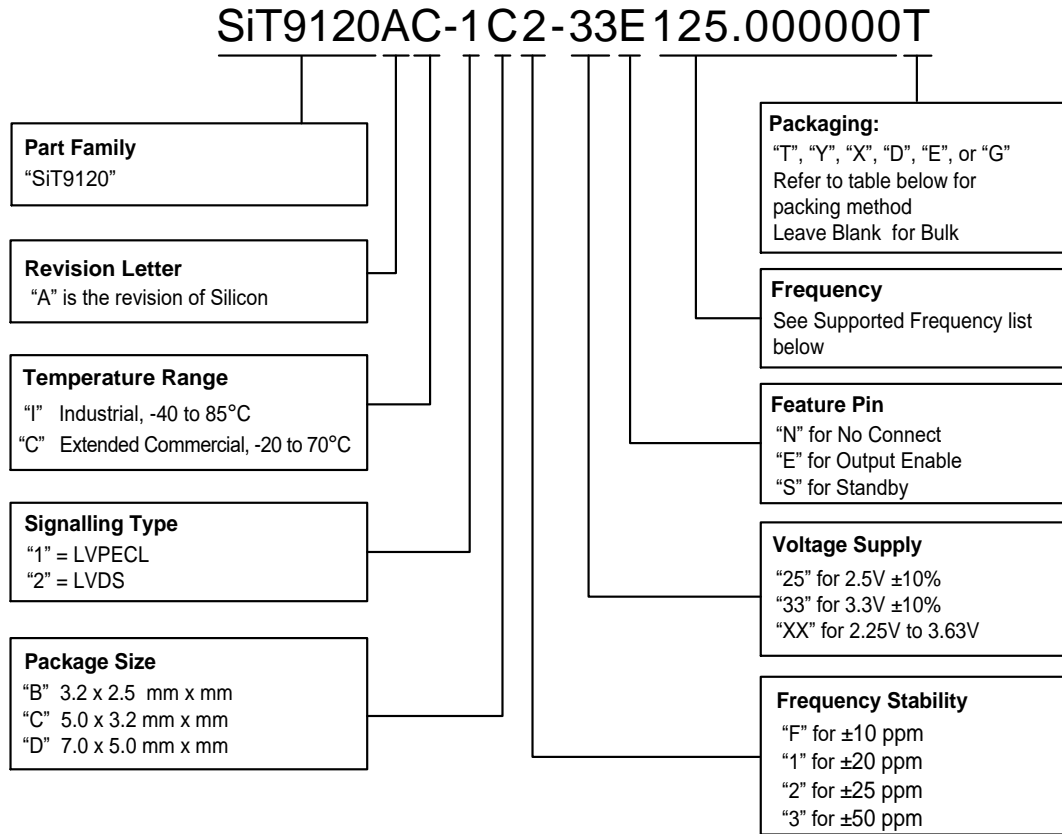 SiT9120AC-1C2-33E125.000000T
Part Family
“SiT9120”
Revision Letter
“A” is the revision of Silicon
Temperature Range
“I” Industrial, -40 to 85°C
“C” Extended Commercial, -20 to 70°C
Signalling Type
“1” = LVPECL
“2” = LVDS
Package Size
“B” 3.2 x 2.5 mm x mm
“C” 5.0 x 3.2 mm x mm
“D” 7.0 x 5.0 mm x mm
Packaging:
“T”, “Y”, “X”, “D”, “E”, or “G”
Refer to table below for
packing method
Leave Blank for Bulk
Frequency
See Supported Frequency list
below
Feature Pin
“N” for No Connect
“E” for Output Enable
“S” for Standby
Voltage Supply
“25” for 2.5V ±10%
“33” for 3.3V ±10%
“XX” for 2.25V to 3.63V
Frequency Stability
“F” for ±10 ppm
“1” for ±20 ppm
“2” for ±25 ppm
“3” for ±50 ppm